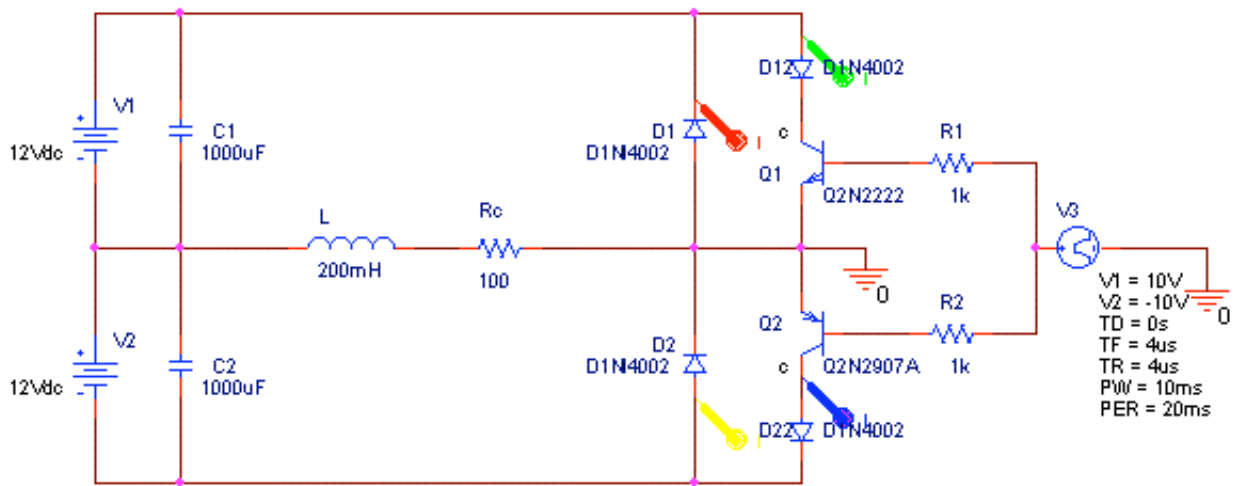 V1
12Vdc
C1
1000uF
D1
D1N4002
D12
D1N4002
c
Q1
Q2N2222
R1
1k
V3
L
200mH
Rc
100
0
V1 = 10V
V2 = -10V
TD = 0s
TF = 4us
TR = 4us
PW = 10ms
PER = 20ms
0
V2
12Vdc
C2
1000uF
D2
D1N4002
Q2
Q2N2907A
c
R2
1k
D22
D1N4002
I
I
I
I